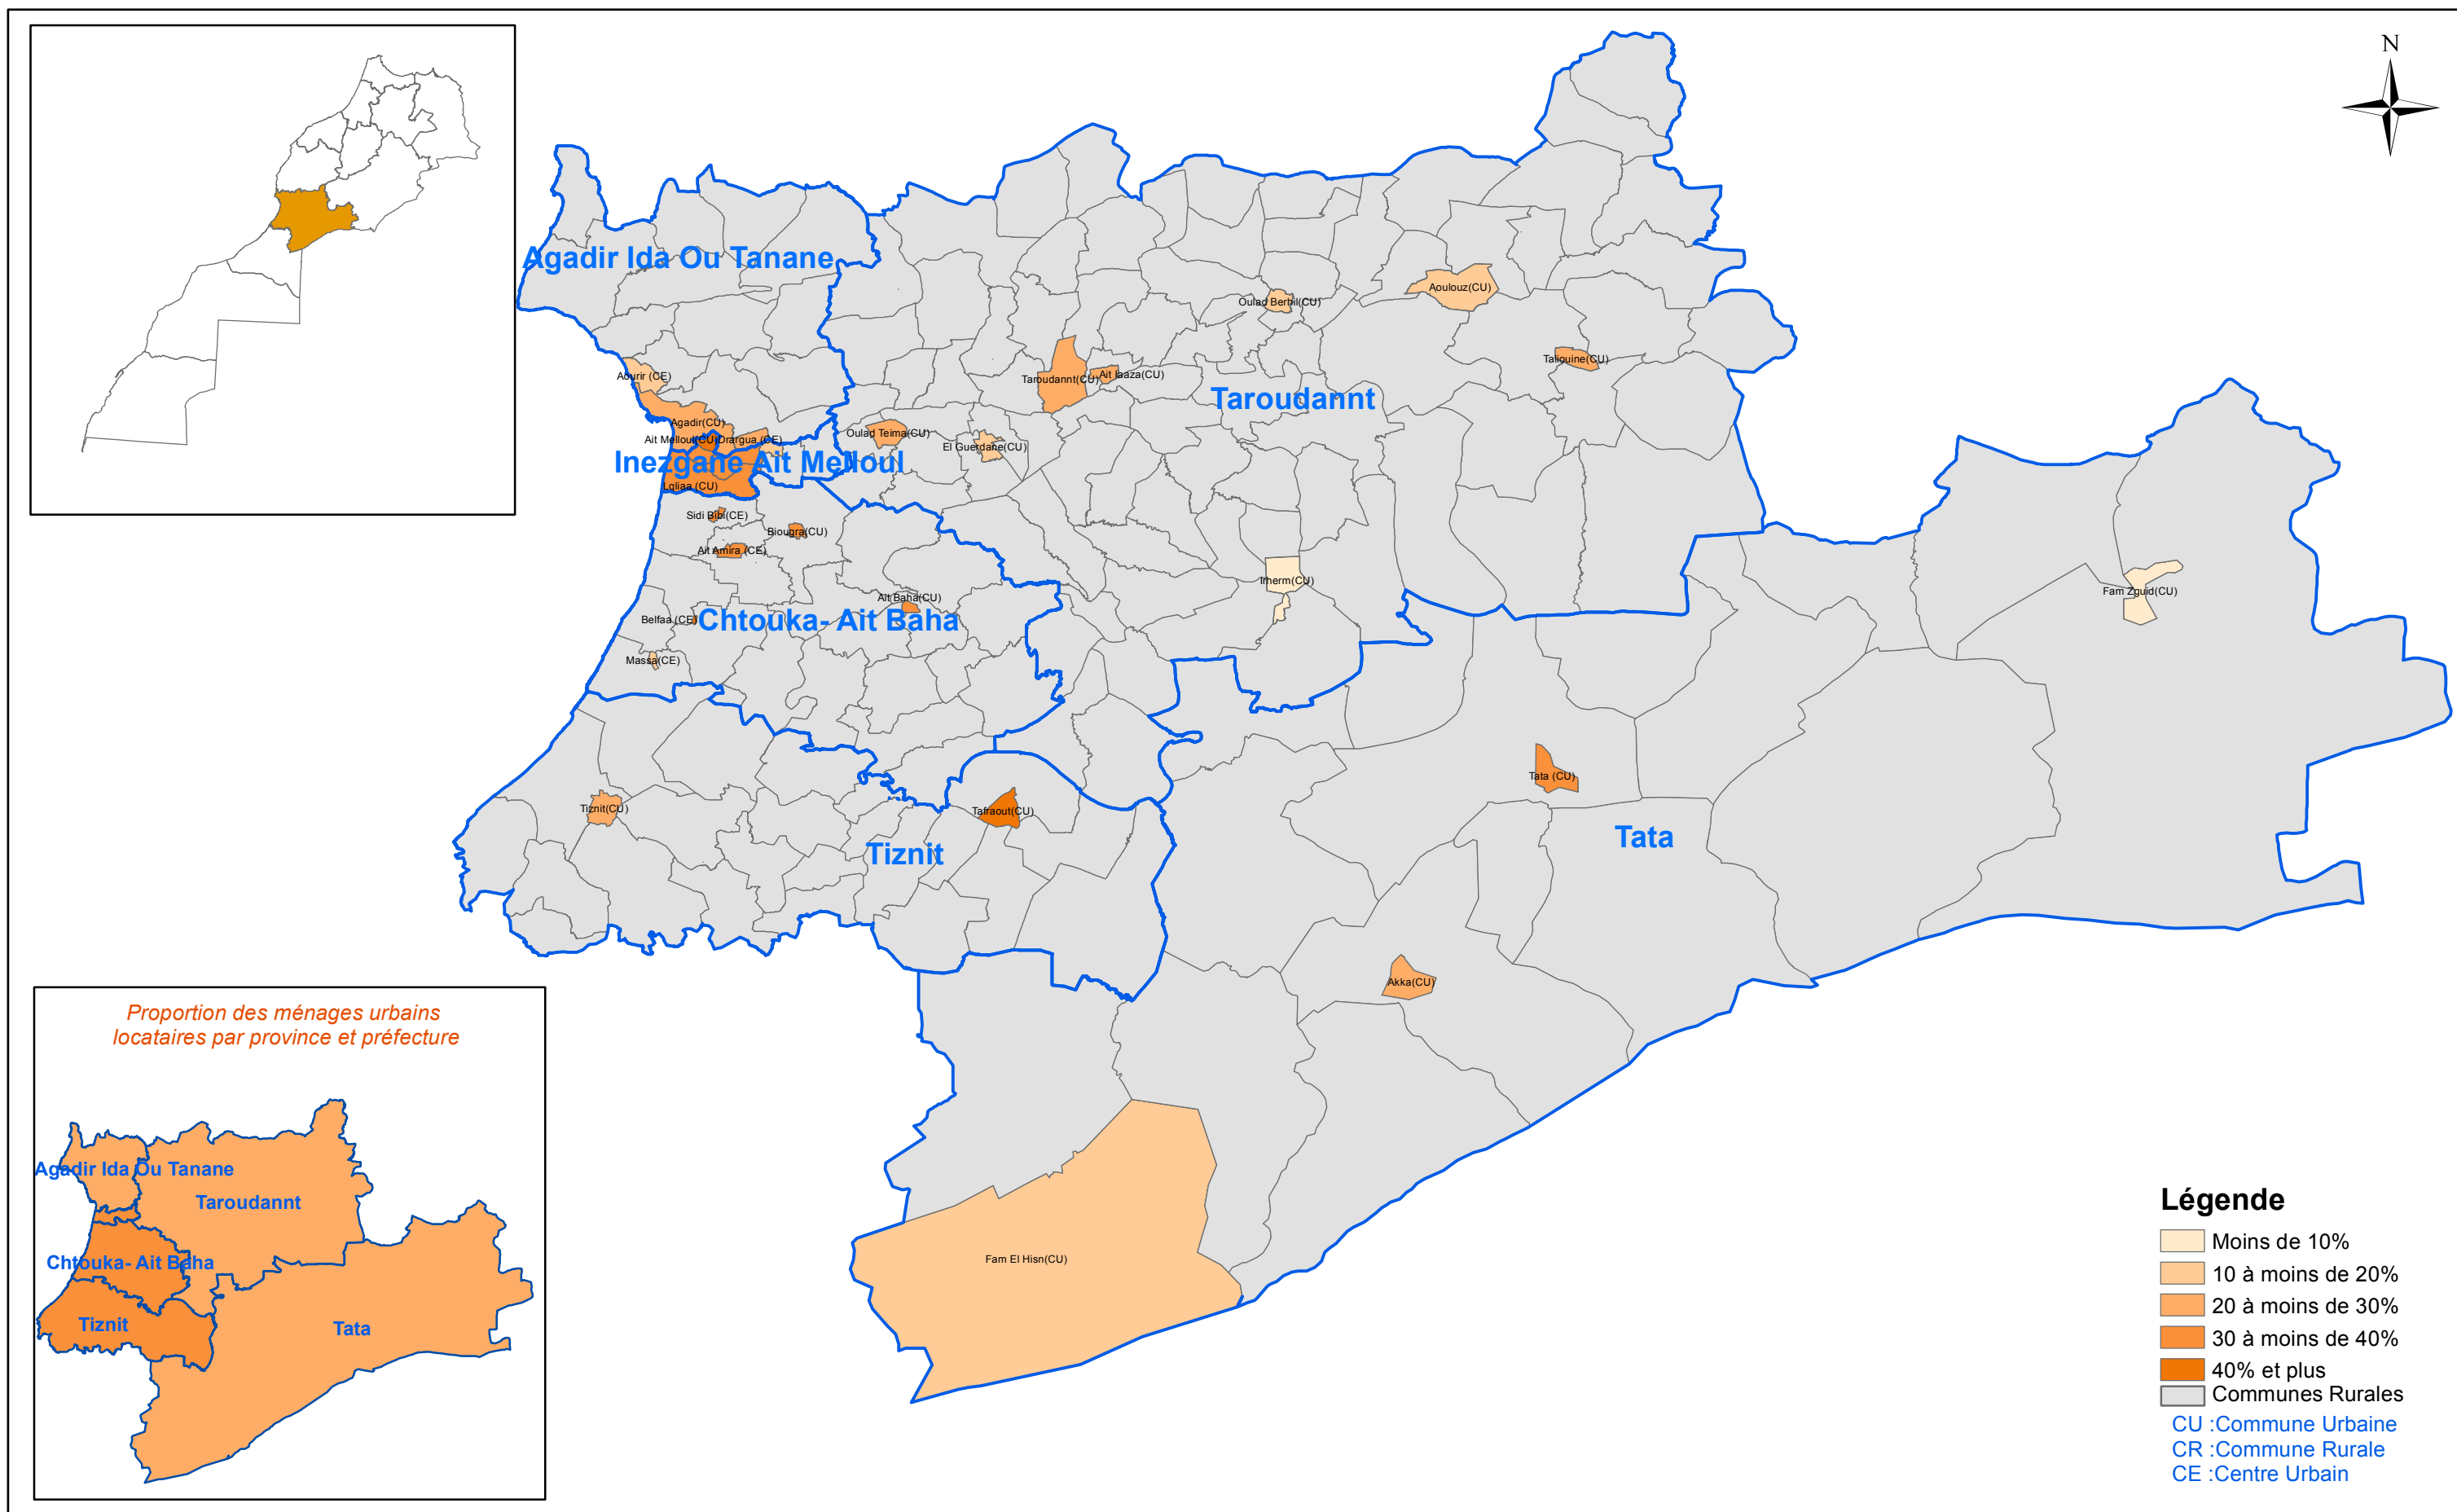 N
Agadir Ida Ou Tanane
Aoulouz(CU)
Oulad Berhil(CU)
Taliouine(CU)
Aourir (CE)
Taroudannt(CU)
Ait Iaaza(CU)
Taroudannt
Agadir(CU)
Ait Melloul(CU)
Drargua (CE)
Oulad Teima(CU)
El Guerdane(CU)
Inezgane Ait Melloul
Lqliaa (CU)
Sidi Bibi(CE)
Biougra(CU)
Ait Amira (CE)
Irherm(CU)
Fam Zguid(CU)
Ait Baha(CU)
Belfaa (CE)
Chtouka- Ait Baha
Massa(CE)
Tata (CU)
Tiznit(CU)
Tafraout(CU)
Tiznit
Tata
Akka(CU)
Fam El Hisn(CU)
Proportion des ménages urbains
locataires par province et préfecture
Agadir Ida Ou Tanane
Taroudannt
Chtouka- Ait Baha
Tiznit
Tata
Légende
Moins de 10%
10 à moins de 20%
20 à moins de 30%
30 à moins de 40%
40% et plus
Communes Rurales
CU :Commune Urbaine
CR :Commune Rurale
CE :Centre Urbain